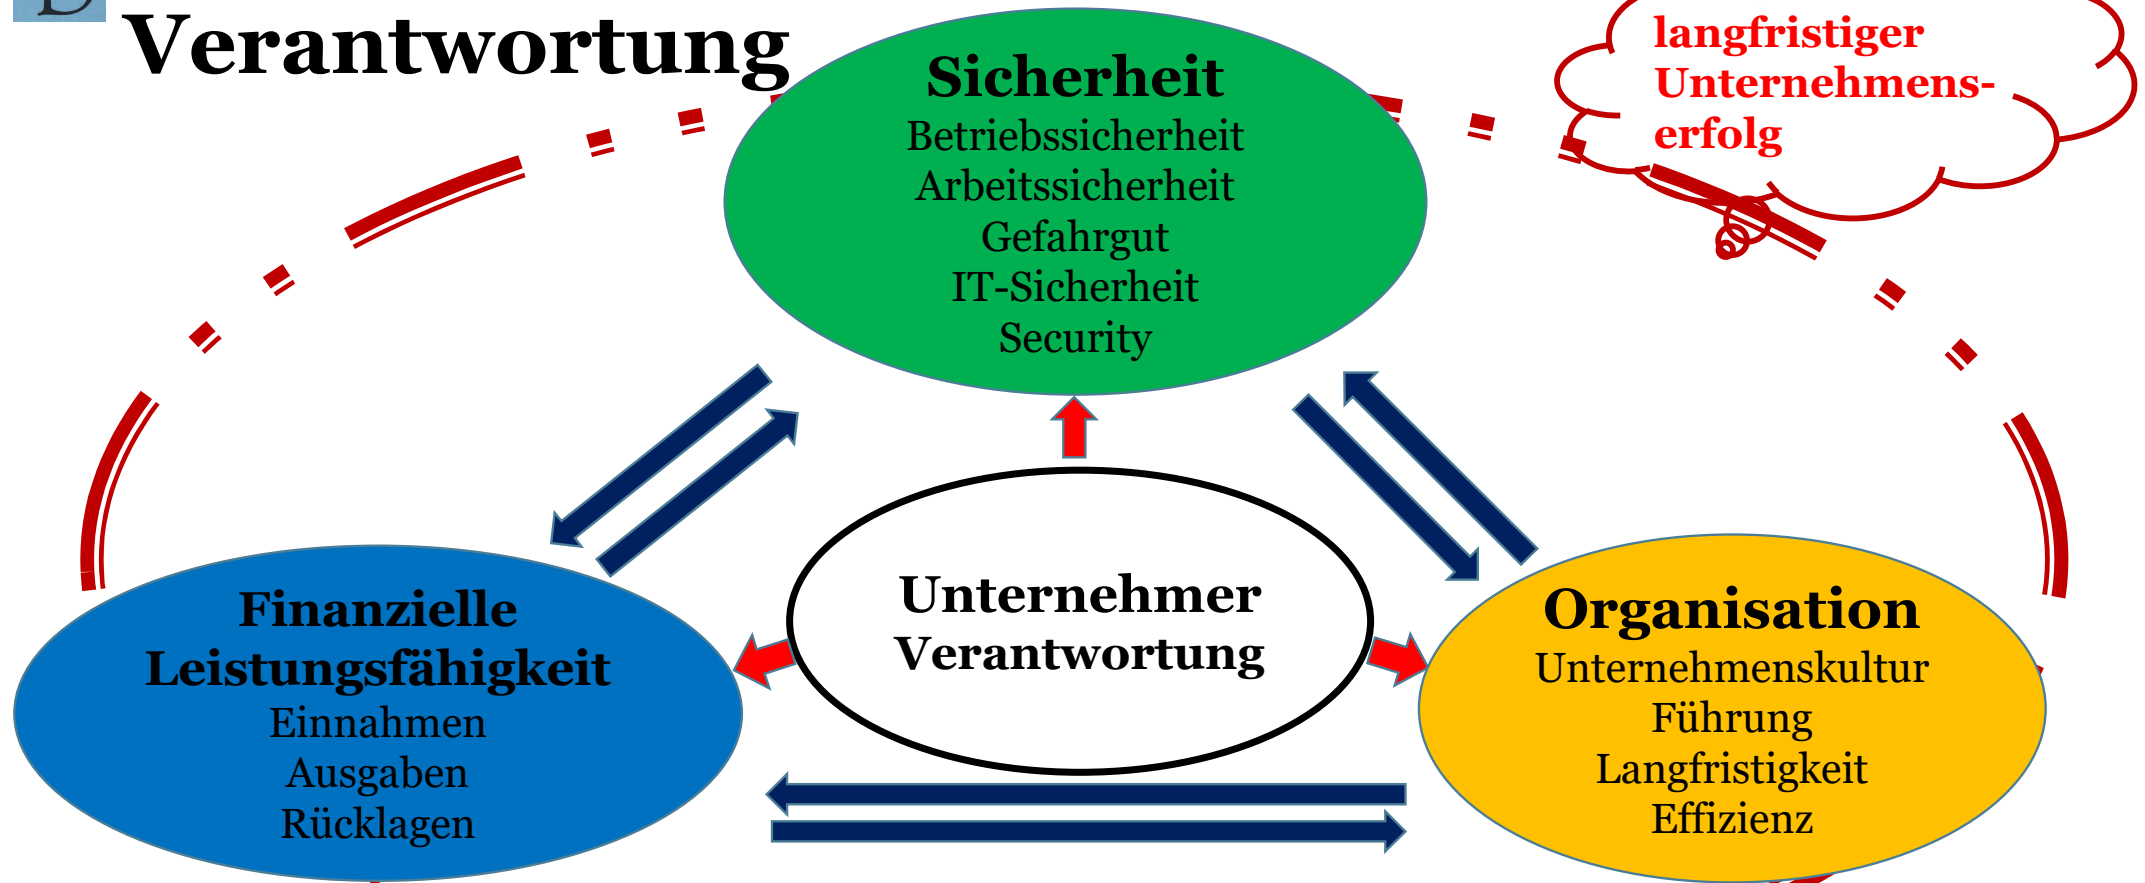 Verantwortung
langfristiger
Unternehmens-
erfolg
Sicherheit
Betriebssicherheit
Arbeitssicherheit
Gefahrgut
IT-Sicherheit
Security
Unternehmer
Verantwortung
Finanzielle
Leistungsfähigkeit
Einnahmen
Ausgaben
Rücklagen
Organisation
Unternehmenskultur
Führung
Langfristigkeit
Effizienz